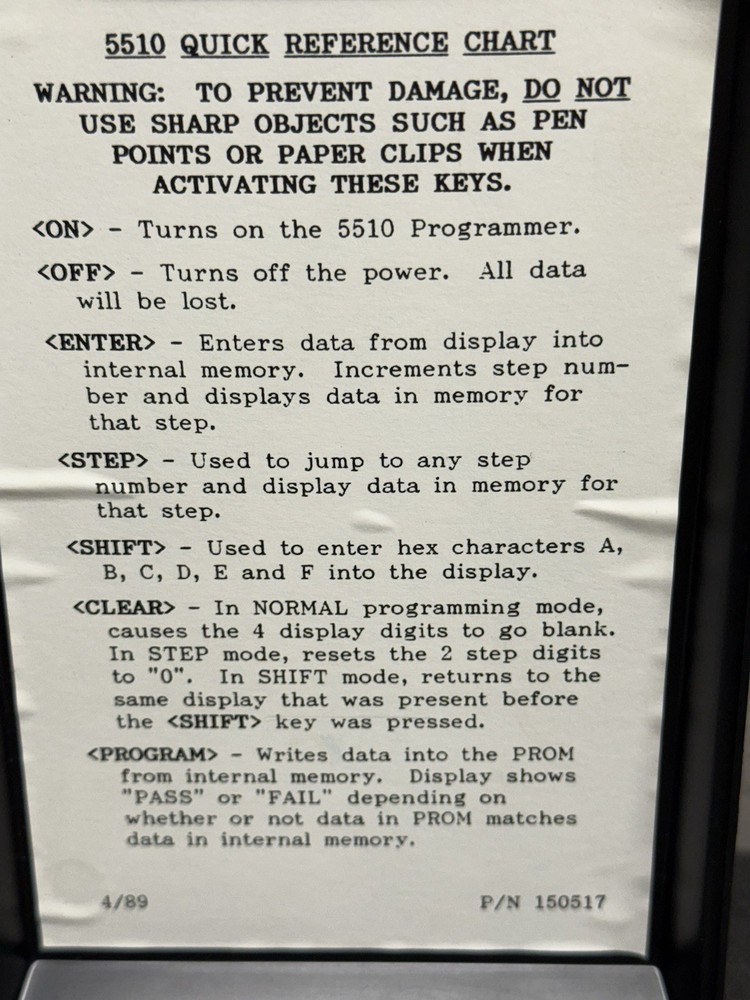 5510 QUICK REFERENCE CHART
WARNING: TO PREVENT DAMAGE, DO NOT
USE SHARP OBJECTS SUCH AS PEN
POINTS OR PAPER CLIPS WHEN
ACTIVATING THESE KEYS.
<ON> - Turns on the 5510 Programmer.
<OFF> - Turns off the power. All data
will be lost.
<ENTER> - Enters data from display into
internal memory. Increments step num-
ber and displays data in memory for
that step.
<STEP> - Used to jump to any step
number and display data in memory for
that step.
<SHIFT> - Used to enter hex characters A,
B, C, D, E and F into the display.
<CLEAR> - In NORMAL programming mode,
causes the 4 display digits to go blank.
In STEP mode, resets the 2 step digits
to "0". In SHIFT mode, returns to the
same display that was present before
the <SHIFT> key was pressed.
<PROGRAM> - Writes data into the PROM
from internal memory. Display shows
"PASS" or "FAIL" depending on
whether or not data in PROM matches
data in internal memory.
4/89 P/N 150517